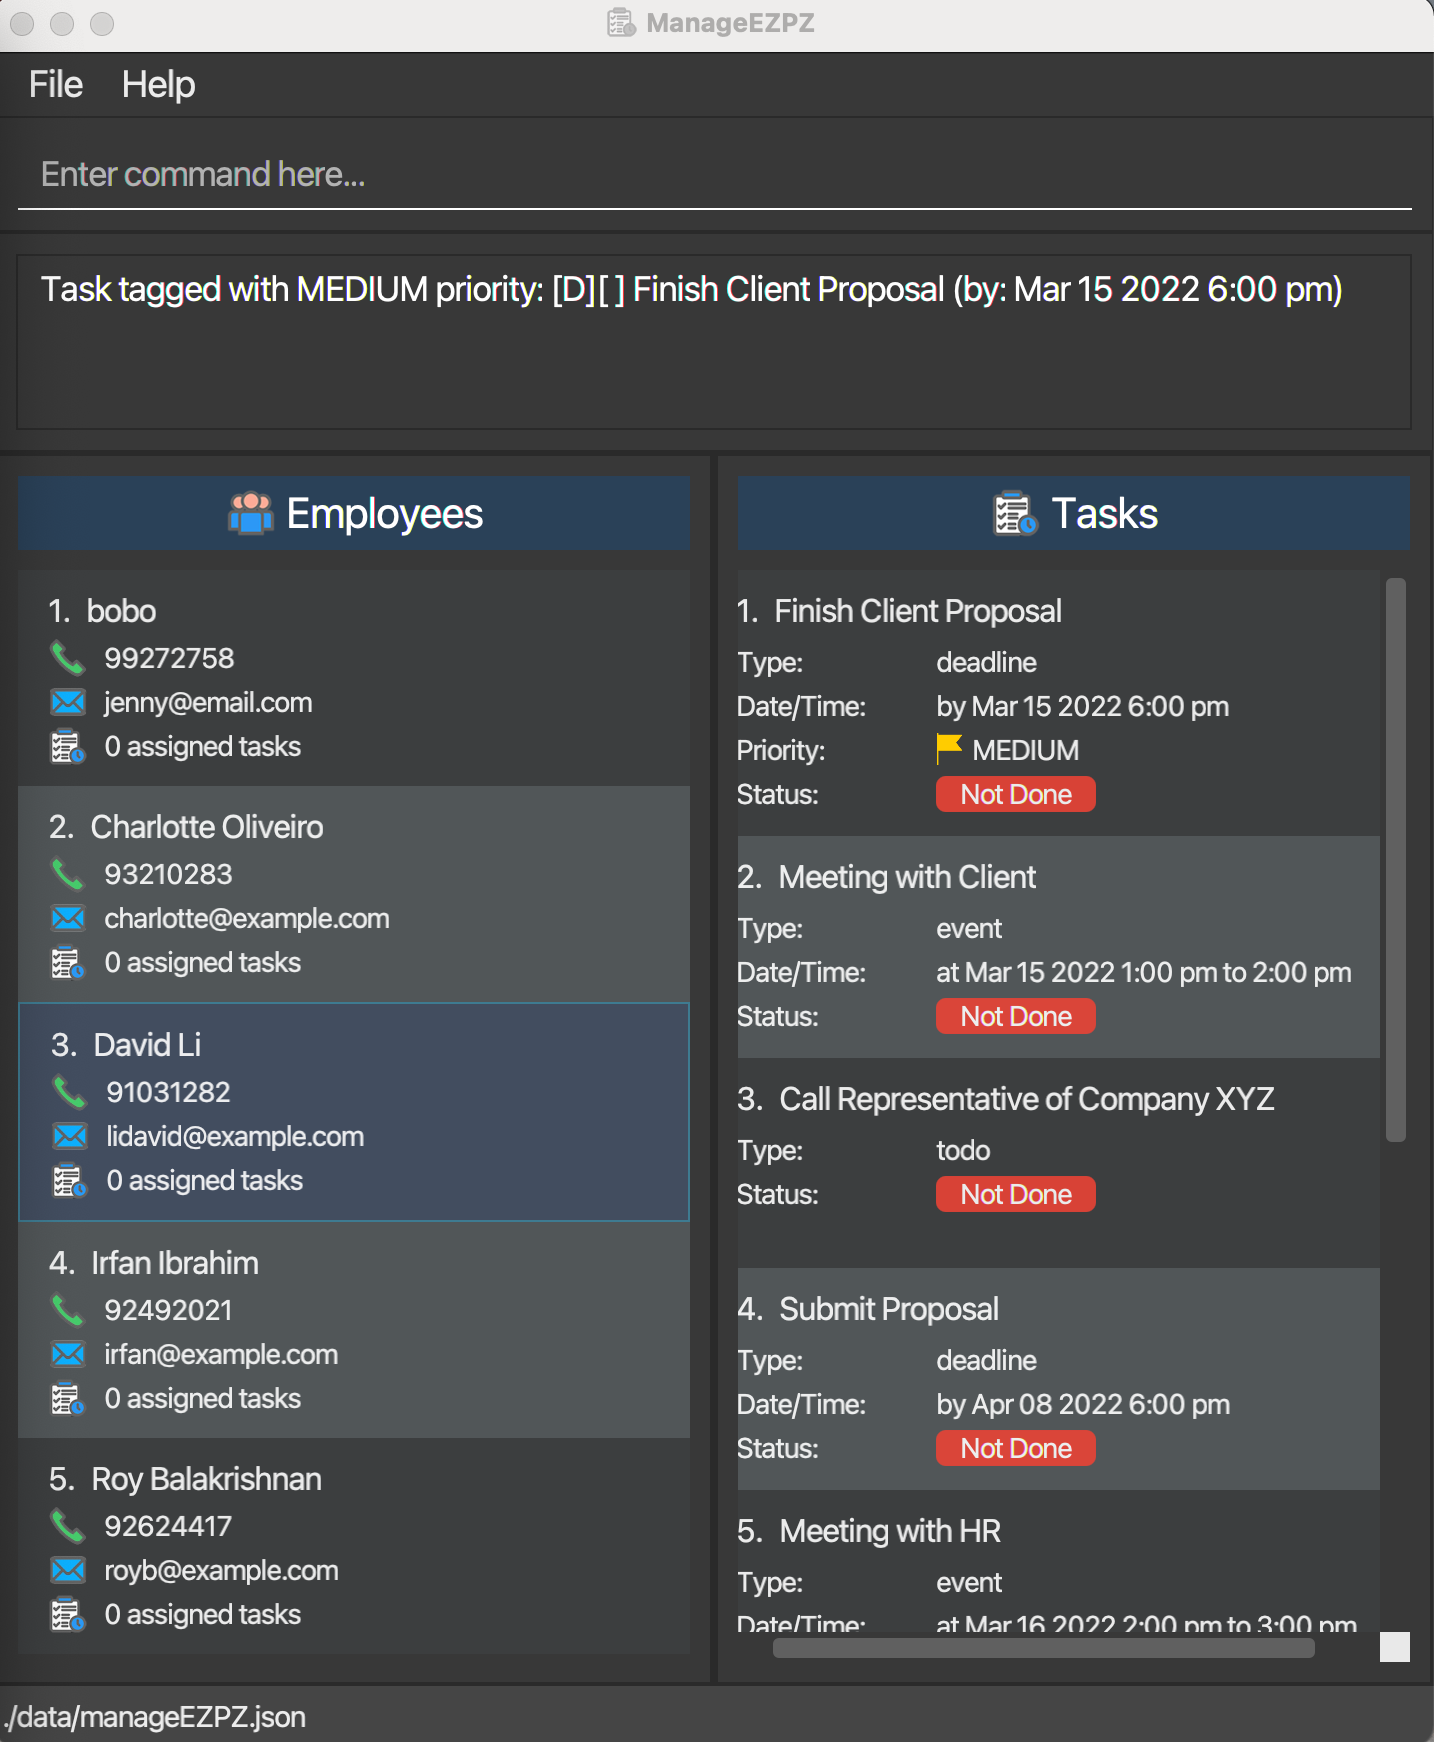 ManageEZPZ
File Help
Enter command here...
Task tagged with MEDIUM priority: [D][ ] Finish Client Proposal (by: Mar 15 2022 6:00 pm)
Employees
1. bobo
99272758
jenny@email.com
0 assigned tasks
2. Charlotte Oliveiro
93210283
charlotte@example.com
0 assigned tasks
3. David Li
91031282
lidavid@example.com
0 assigned tasks
4. Irfan Ibrahim
92492021
irfan@example.com
0 assigned tasks
5. Roy Balakrishnan
92624417
royb@example.com
0 assigned tasks
Tasks
1. Finish Client Proposal
Type: deadline
Date/Time: by Mar 15 2022 6:00 pm
Priority: MEDIUM
Status: Not Done
2. Meeting with Client
Type: event
Date/Time: at Mar 15 2022 1:00 pm to 2:00 pm
Status: Not Done
3. Call Representative of Company XYZ
Type: todo
Status: Not Done
4. Submit Proposal
Type: deadline
Date/Time: by Apr 08 2022 6:00 pm
Status: Not Done
5. Meeting with HR
Type: event
Date/Time: at Mar 16 2022 2:00 pm to 3:00 pm
./data/manageEZPZ.json